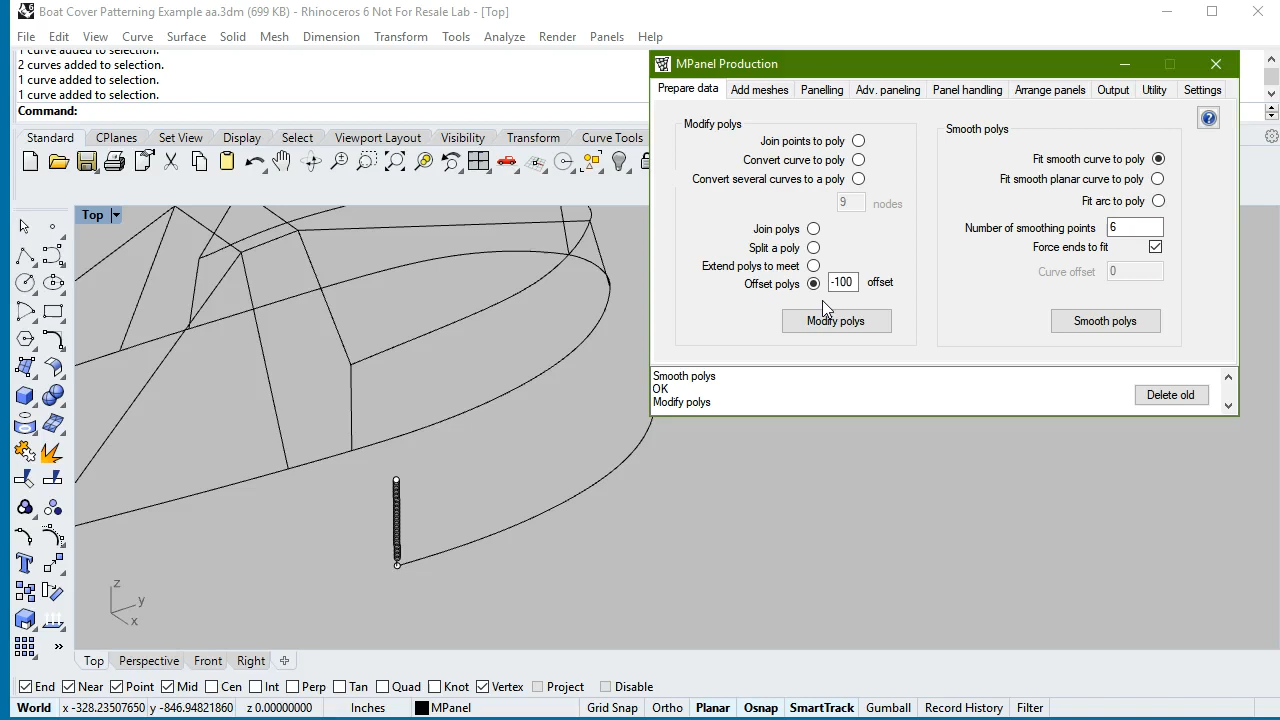 Boat Cover Patterning Example aa.3dm (699 KB) - Rhinoceros 6 Not For Resale Lab - [Top]
File Edit View Curve Surface Solid Mesh Dimension Transform Tools Analyze Render Panels Help
1 curve added to selection.
2 curves added to selection.
1 curve added to selection.
1 curve added to selection.
Command:
Standard CPlanes Set View Display Select Viewport Layout Visibility Transform Curve Tools
Top
MPanel Production
Prepare data Add meshes Panelling Adv. paneling Panel handling Arrange panels Output Utility Settings
Modify polys
Join points to poly
Convert curve to poly
Convert several curves to a poly
9 nodes
Join polys
Split a poly
Extend polys to meet
Offset polys -100 offset
Modify polys
Smooth polys
Fit smooth curve to poly
Fit smooth planar curve to poly
Fit arc to poly
Number of smoothing points 6
Force ends to fit
Curve offset 0
Smooth polys
Smooth polys
OK
Modify polys
Delete old
z
y
x
Top Perspective Front Right
End Near Point Mid Cen Int Perp Tan Quad Knot Vertex Project Disable
World x -328.23507650 y -846.94821860 z 0.00000000 Inches MPanel Grid Snap Ortho Planar Osnap SmartTrack Gumball Record History Filter